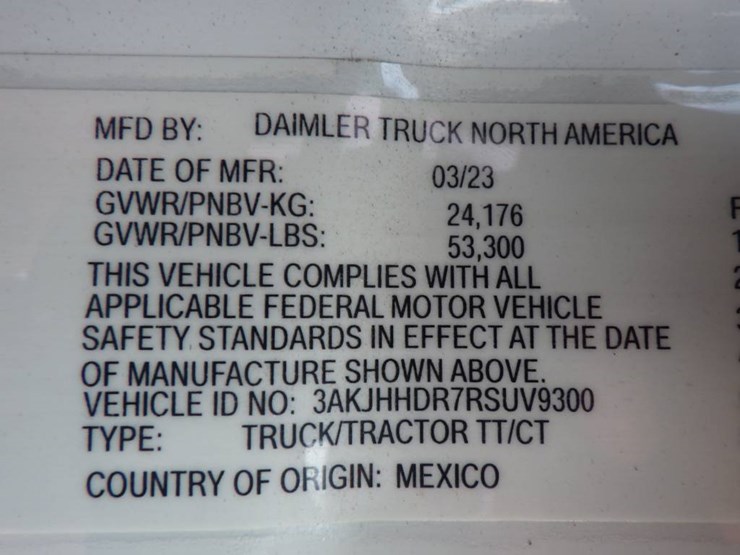 MFD BY: DAIMLER TRUCK NORTH AMERICA
DATE OF MFR: 03/23
GVWR/PNBV-KG: 24,176
GVWR/PNBV-LBS: 53,300
THIS VEHICLE COMPLIES WITH ALL
APPLICABLE FEDERAL MOTOR VEHICLE
SAFETY STANDARDS IN EFFECT AT THE DATE
OF MANUFACTURE SHOWN ABOVE.
VEHICLE ID NO: 3AKJHHDR7RSUV9300
TYPE: TRUCK/TRACTOR TT/CT
COUNTRY OF ORIGIN: MEXICO